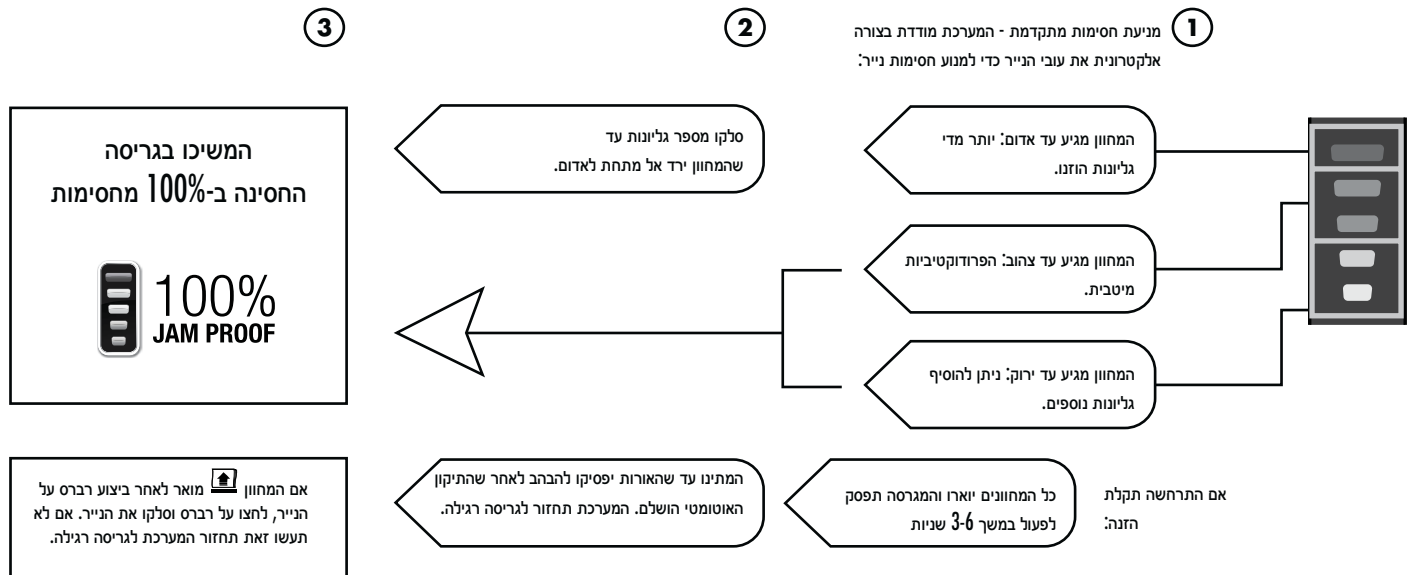 1
מניעת חסימות מתקדמת - המערכת מודדת בצורה
אלקטרונית את עובי הנייר כדי למנוע חסימות נייר:
המחוון מגיע עד אדום: יותר מדי
גליונות הוזנו.
המחוון מגיע עד צהוב: הפרודוקטיביות
מיטבית.
המחוון מגיע עד ירוק: ניתן להוסיף
גליונות נוספים.
2
סלקו מספר גליונות עד
שהמחוון ירד אל מתחת לאדום.
3
המשיכו בגריסה
החסינה ב-100% מחסימות
100%
JAM PROOF
אם התרחשה תקלת
הזנה:
כל המחוונים יוארו והמגרסה תפסק
לפעול במשך 3-6 שניות
המתינו עד שהאורות יפסיקו להבהב לאחר שהתיקון
האוטומטי הושלם. המערכת תחזור לגריסה רגילה.
אם המחוון מואר לאחר ביצוע רברס על
הנייר, לחצו על רברס וסלקו את הנייר. אם לא
תעשו זאת תחזור המערכת לגריסה רגילה.